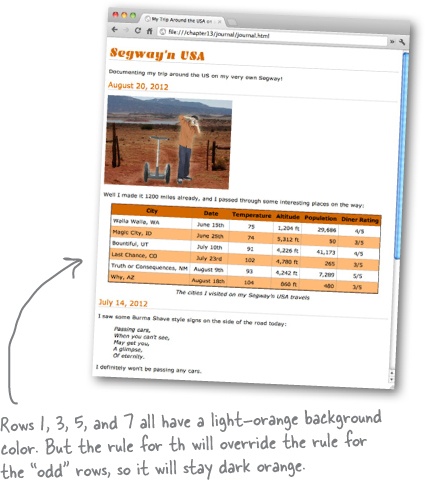 My Trip Around the USA on
file:///chapter13/journal/journal.html
Segway'n USA
Documenting my trip around the US on my very own Segway!
August 20, 2012
Well I made it 1200 miles already, and I passed through some interesting places on the way:
City Date Temperature Altitude Population Diner Rating
Walla Walla, WA June 15th 75 1,204 ft 29,686 4/5
Magic City, ID June 25th 74 5,312 ft 50 3/5
Bountiful, UT July 10th 91 4,226 ft 41,173 4/5
Last Chance, CO July 23rd 102 4,780 ft 265 3/5
Truth or Consequences, NM August 9th 93 4,242 ft 7,289 5/5
Why, AZ August 18th 104 860 ft 480 3/5
The cities I visited on my Segway'n USA travels
July 14, 2012
I saw some Burma Shave style signs on the side of the road today:
Passing cars,
When you can't see,
May get you,
A glimpse,
Of eternity.
I definitely won't be passing any cars.
Rows 1, 3, 5, and 7 all have a light-orange background
color. But the rule for th will override the rule for
the "odd" rows, so it will stay dark orange.